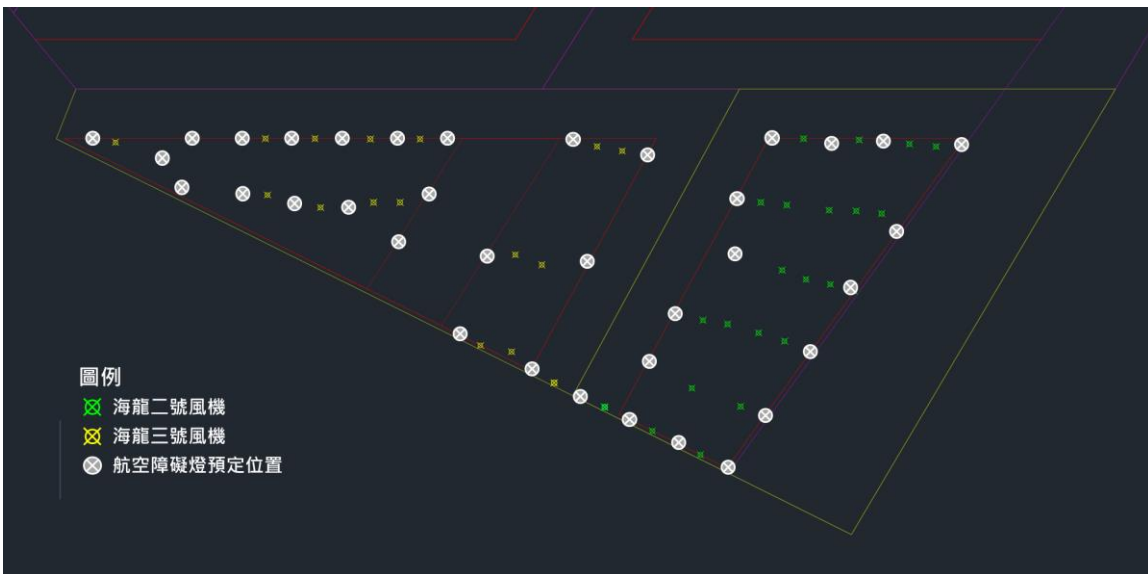 圖例
海龍二號風機
海龍三號風機
航空障礙燈預定位置